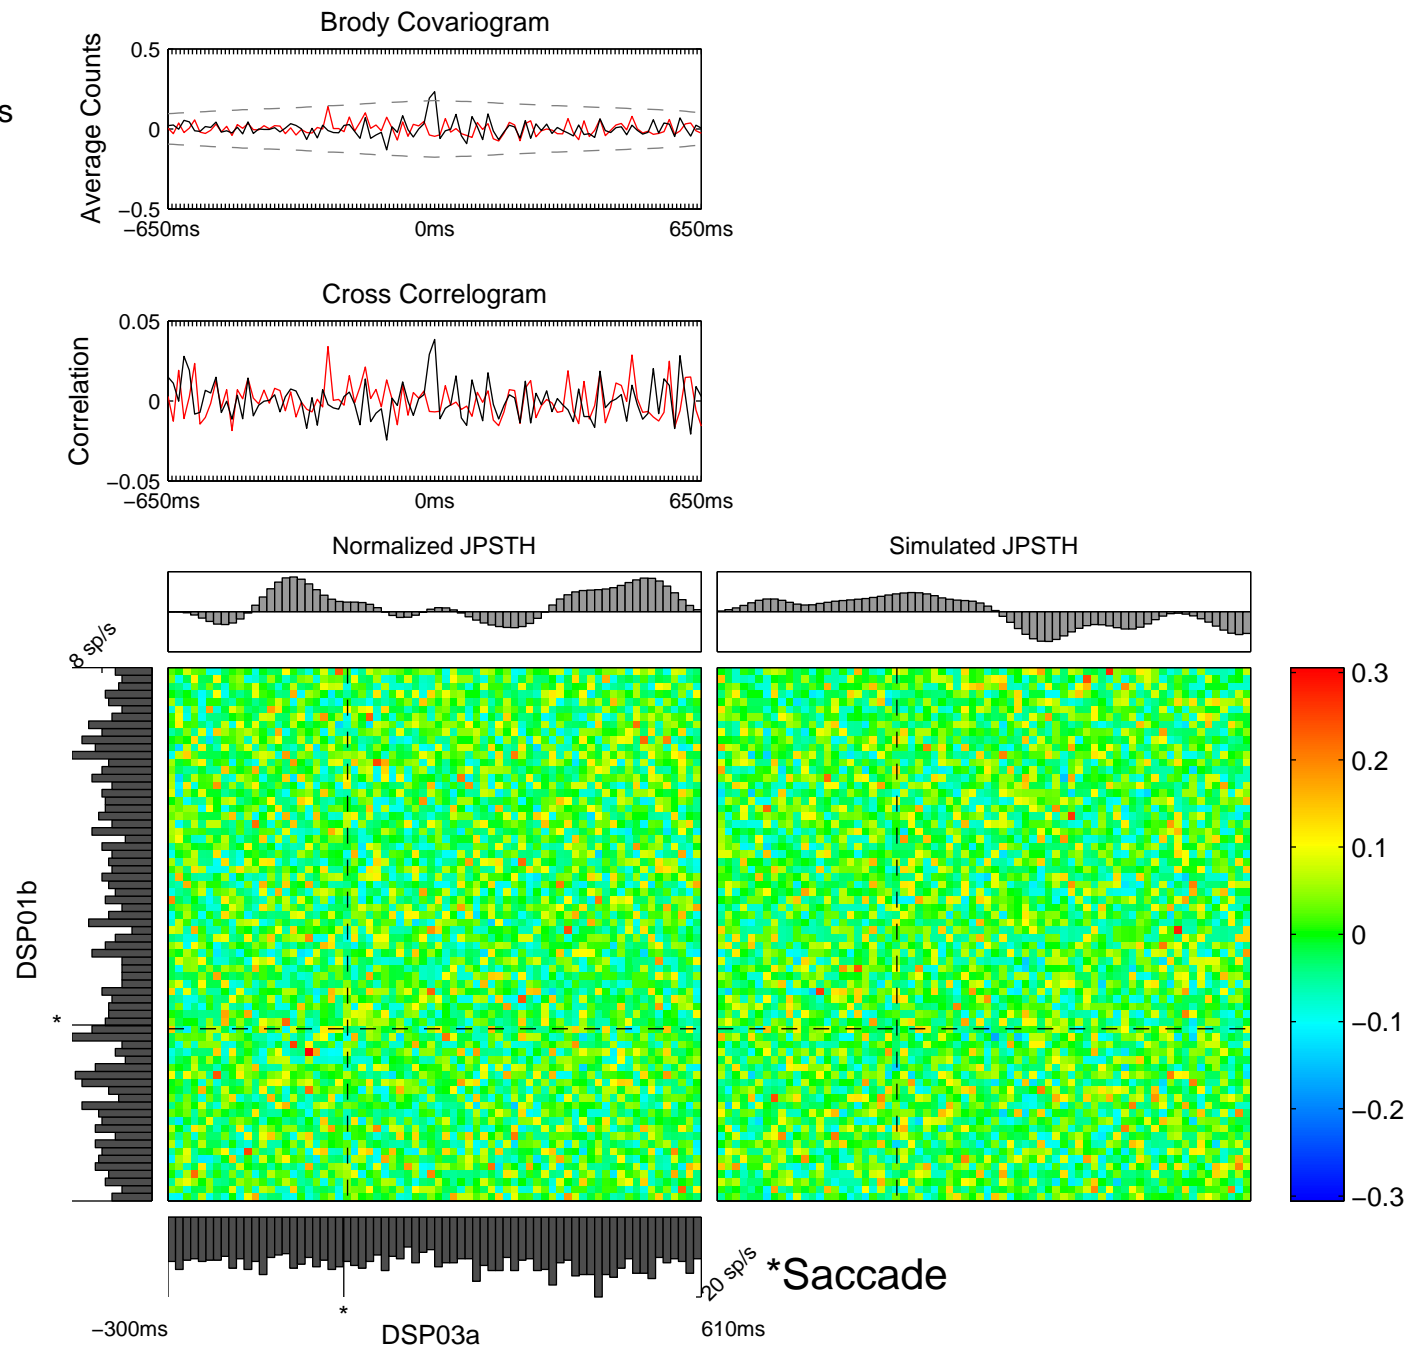 Brody Covariogram
s
Average Counts
0.5
0
−0.5
−650ms 0ms 650ms
Cross Correlogram
Correlation
0.05
0
−0.05
−650ms 0ms 650ms
Normalized JPSTH
Simulated JPSTH
8 sp/s
DSP01b
*
0.3
0.2
0.1
0
−0.1
−0.2
−0.3
20 sp/s
*Saccade
*
−300ms DSP03a 610ms